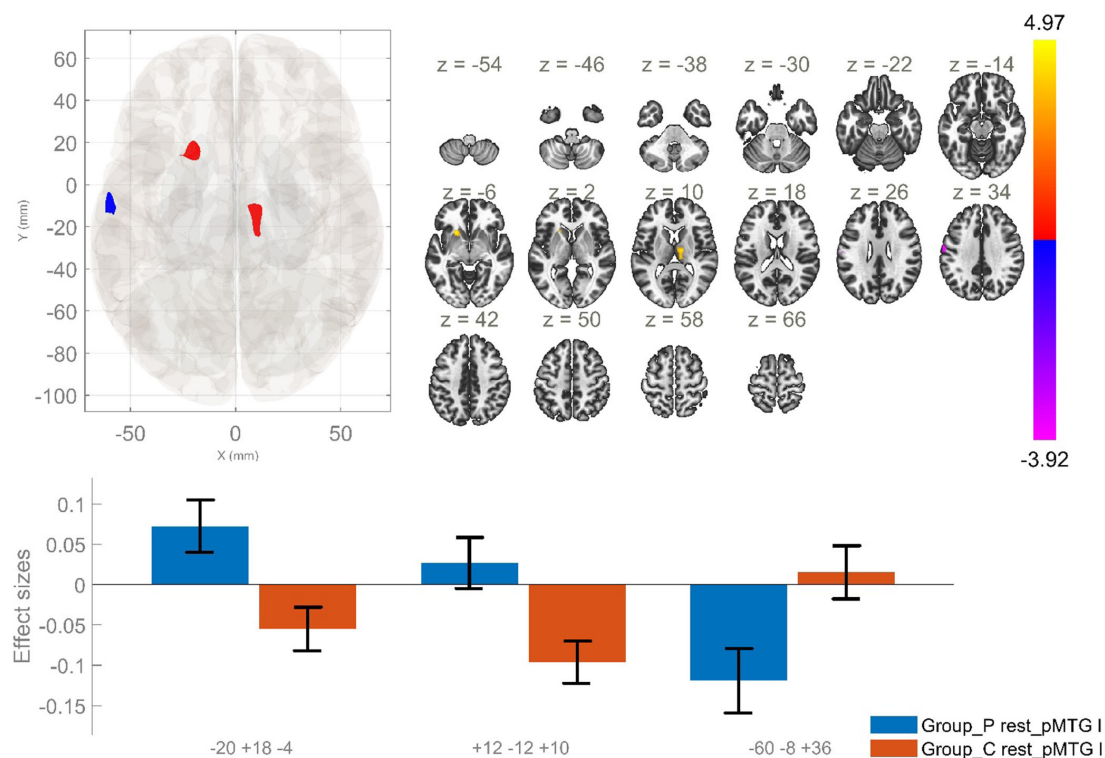 60
40
20
0
-20
-40
-60
-80
-100
Y (mm)
-50
0
50
X (mm)
z = -54
z = -46
z = -38
z = -30
z = -22
z = -14
z = -6
z = 2
z = 10
z = 18
z = 26
z = 34
z = 42
z = 50
z = 58
z = 66
4.97
-3.92
0.1
0.05
0
-0.05
-0.1
-0.15
Effect sizes
-20 +18 -4
+12 -12 +10
-60 -8 +36
Group_P rest_pMTG l
Group_C rest_pMTG l